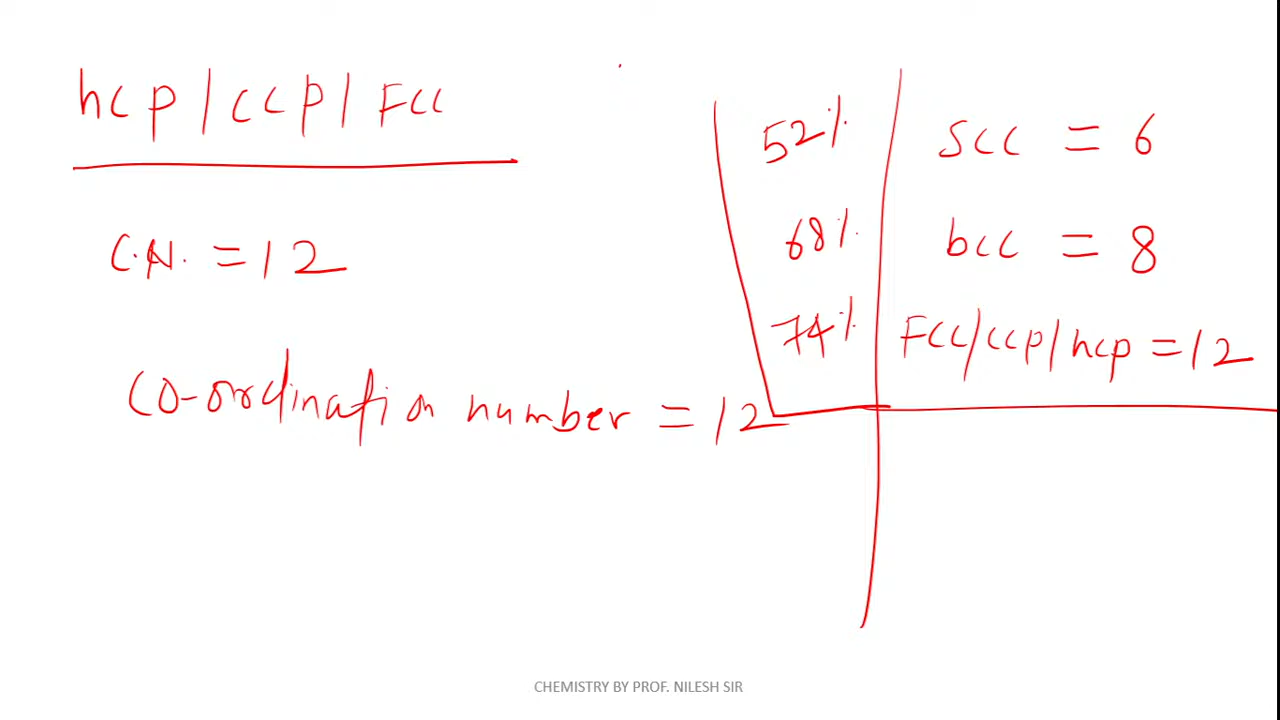 hcp/ccp/FCC
C.N. = 12
Co-ordination number = 12
52% scc = 6
68% bcc = 8
74% FCC/ccp/hcp = 12
CHEMISTRY BY PROF. NILESH SIR